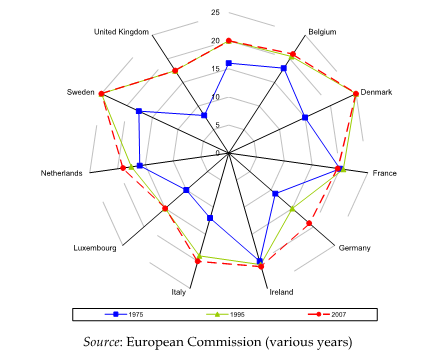 25
United Kingdom
Belgium
20
15
Sweden
Denmark
10
5
0
Netherlands
France
Luxembourg
Germany
Italy
Ireland
1975 1995 2007
Source: European Commission (various years)